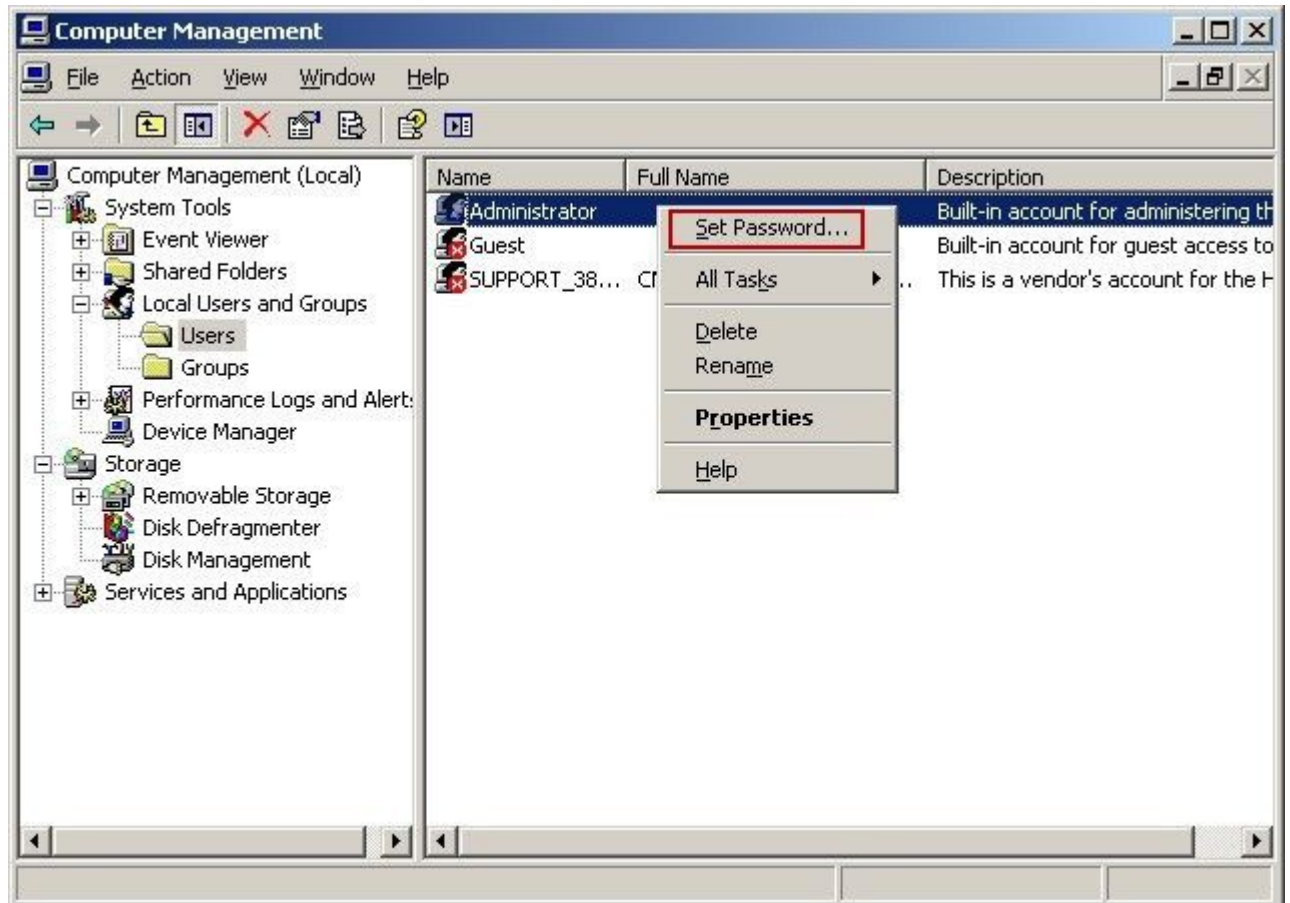 Computer Management
File Action View Window Help
Computer Management (Local)
System Tools
Event Viewer
Shared Folders
Local Users and Groups
Users
Groups
Performance Logs and Alert
Device Manager
Storage
Removable Storage
Disk Defragmenter
Disk Management
Services and Applications
Name Full Name Description
Administrator Built-in account for administering th
Guest Built-in account for guest access to
SUPPORT_38... This is a vendor's account for the H
Set Password...
All Tasks
Delete
Rename
Properties
Help